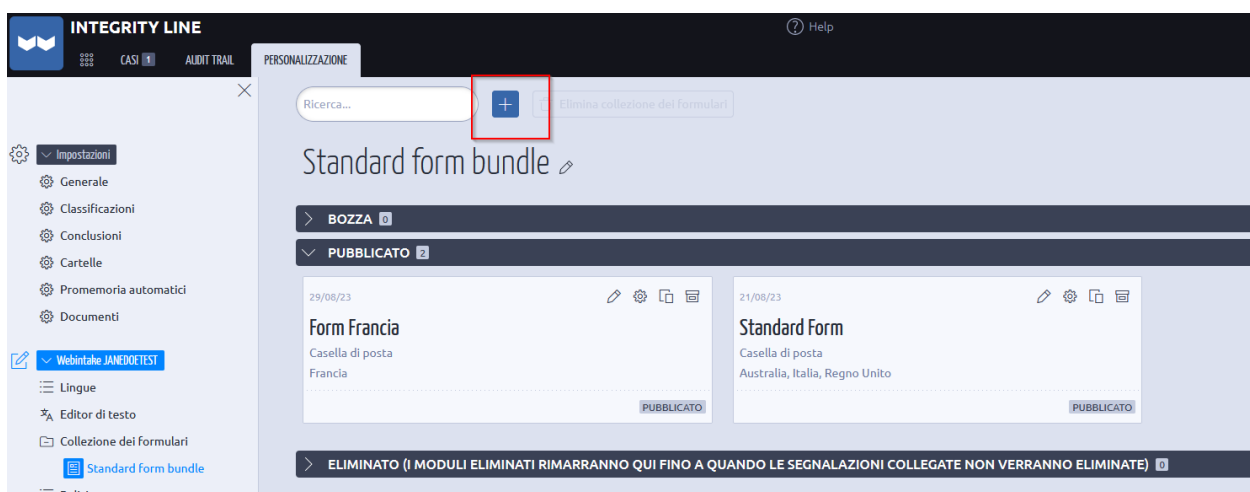 INTEGRITY LINE
Help
CASI 1
AUDIT TRAIL
PERSONALIZZAZIONE
Ricerca...
Elimina collezione dei formulari
Impostazioni
Generale
Classificazioni
Conclusioni
Cartelle
Promemoria automatici
Documenti
Webintake JANEDOETEST
Lingue
Editor di testo
Collezione dei formulari
Standard form bundle
Standard form bundle
BOZZA 0
PUBBLICATO 2
29/08/23
Form Francia
Casella di posta
Francia
PUBBLICATO
21/08/23
Standard Form
Casella di posta
Australia, Italia, Regno Unito
PUBBLICATO
ELIMINATO (I MODULI ELIMINATI RIMARRANNO QUI FINO A QUANDO LE SEGNALAZIONI COLLEGATE NON VERRANNO ELIMINATE) 0